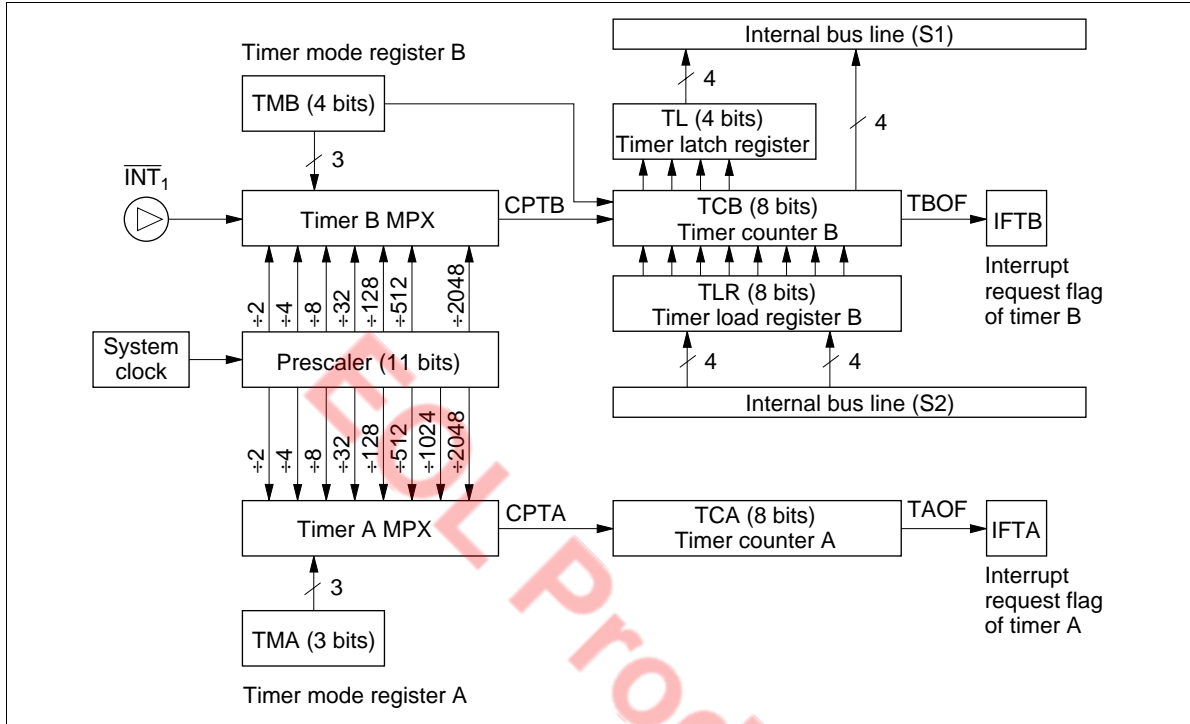 Internal bus line (S1)
Timer mode register B
TMB (4 bits)
4
TL (4 bits)
Timer latch register
4
3
INT1
Timer B MPX
CPTB
TCB (8 bits)
Timer counter B
TBOF
IFTB
÷2
÷4
÷8
÷32
÷128
÷512
÷2048
Interrupt
request flag
of timer B
TLR (8 bits)
Timer load register B
System
clock
Prescaler (11 bits)
4
4
Internal bus line (S2)
÷2
÷4
÷8
÷32
÷128
÷512
÷1024
÷2048
Timer A MPX
CPTA
TCA (8 bits)
Timer counter A
TAOF
IFTA
3
Interrupt
request flag
of timer A
TMA (3 bits)
Timer mode register A
EOL Prod